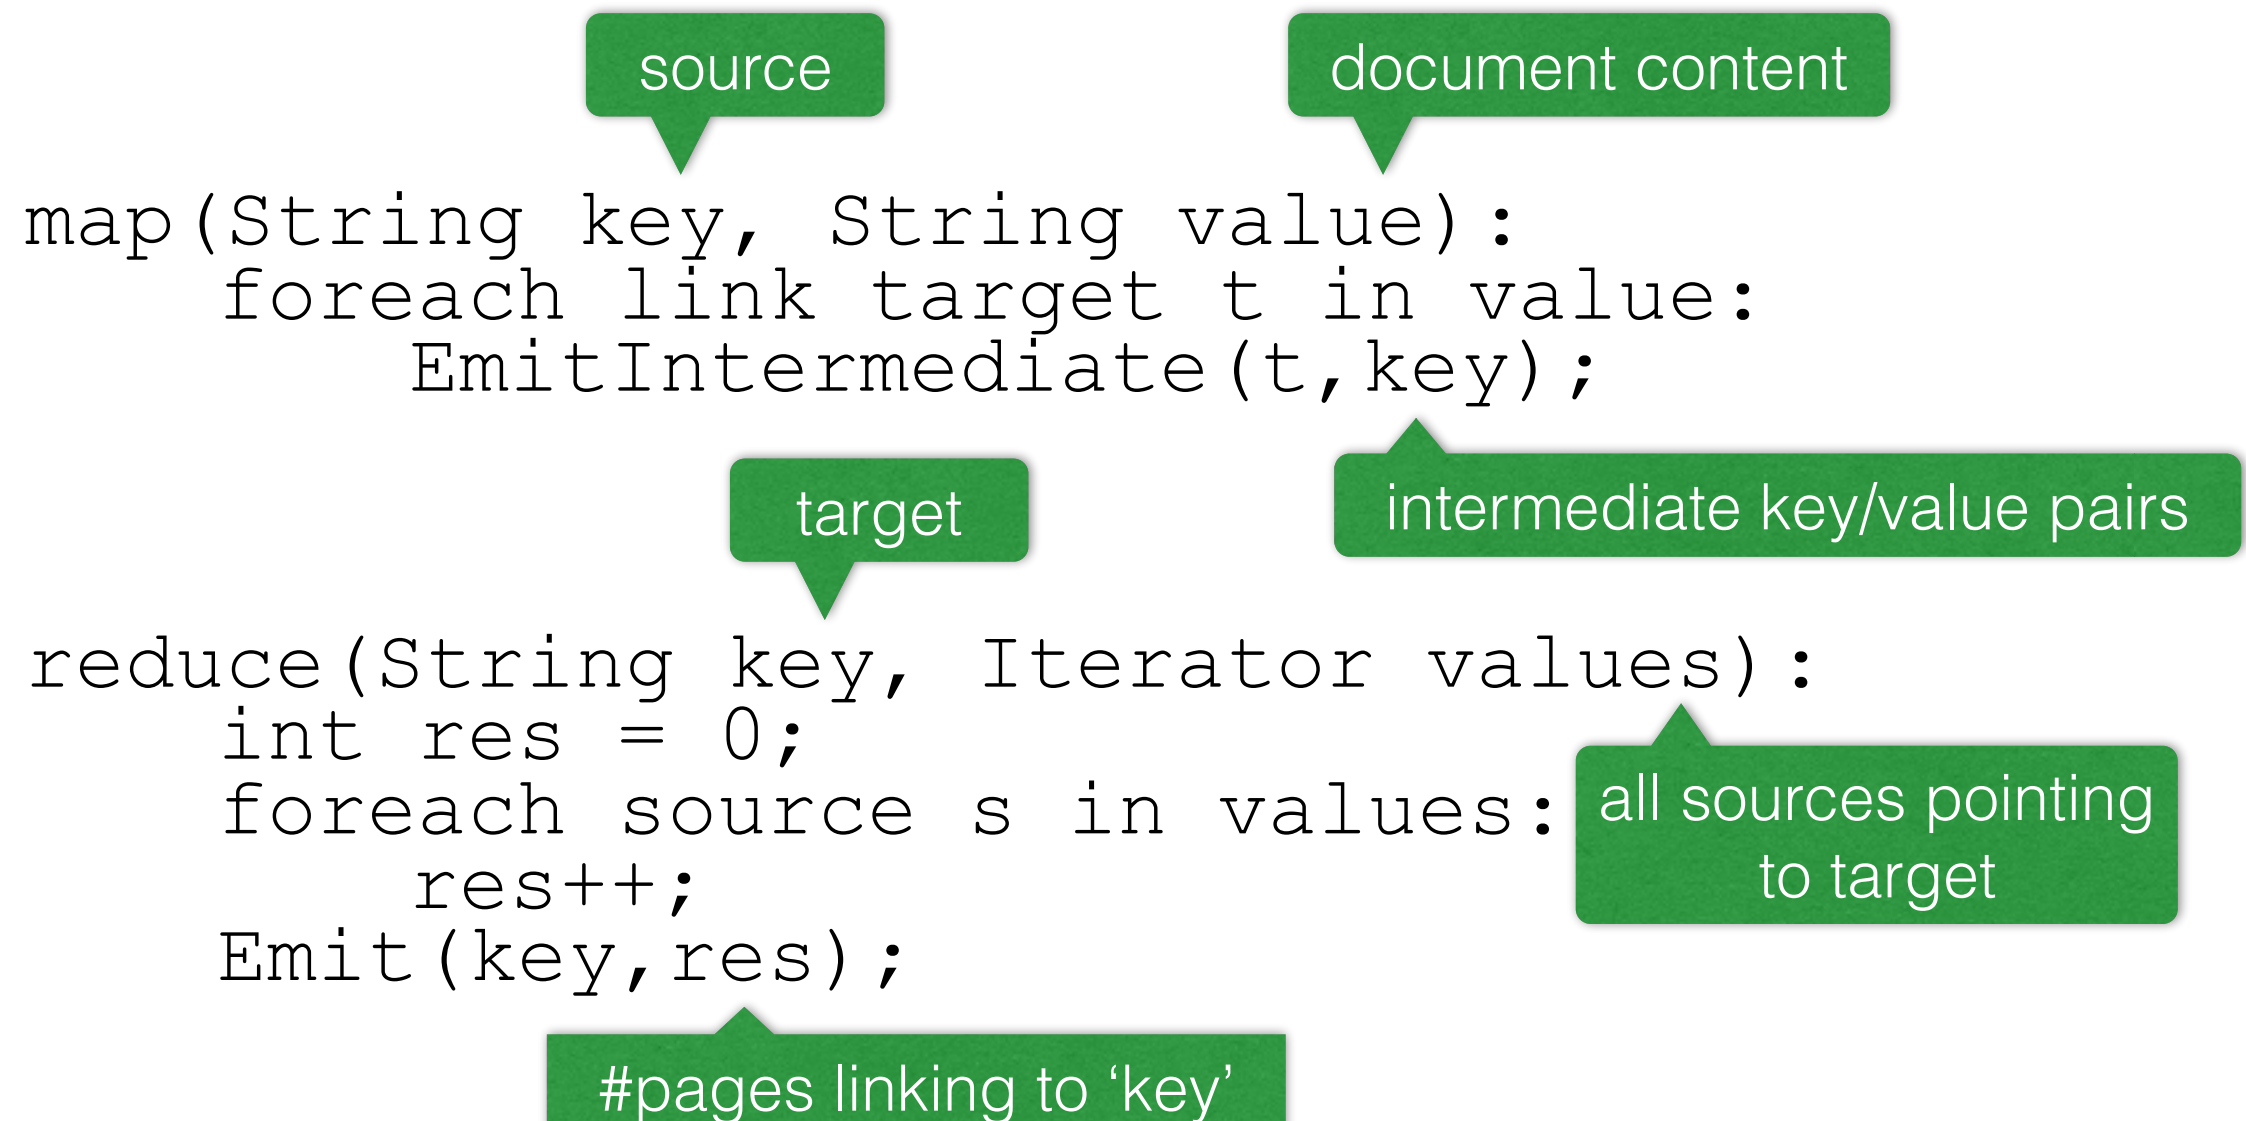 source
document content
map(String key, String value):
foreach link target t in value:
EmitIntermediate(t,key);
target
intermediate key/value pairs
reduce(String key, Iterator values):
int res = 0;
foreach source s in values:
all sources pointing
to target
res++;
Emit(key,res);
#pages linking to ‘key’